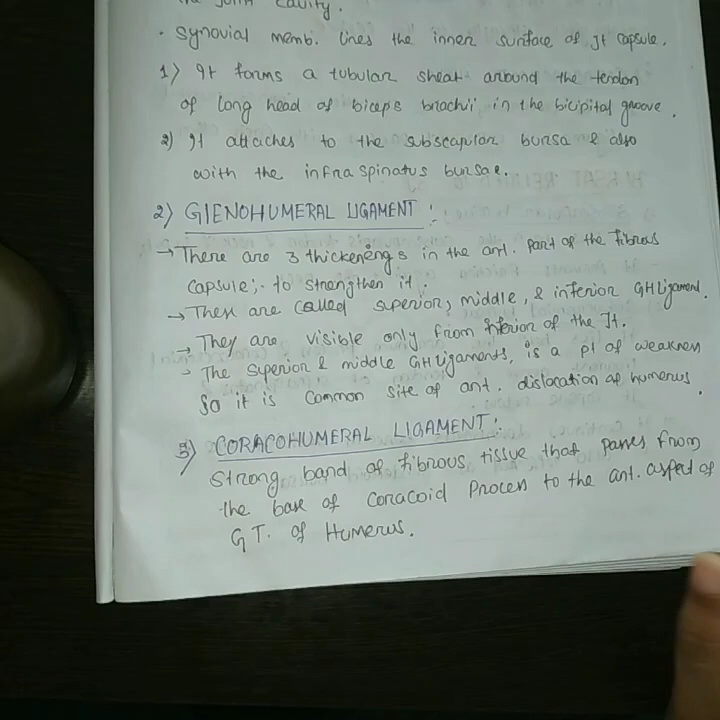 the Joint cavity.
• Synovial memb. lines the inner surface of Jt capsule.
1) It forms a tubular sheat around the tendon
of long head of biceps brachii in the bicipital groove.
2) It attaches to the subscapular bursa & also
with the infraspinatus bursae.
2) GlENOHUMERAL LIGAMENT :
→ There are 3 thickenengs in the ant. part of the fibrous
Capsule; to strengthen it.
→ These are called superior, middle, & inferior GH Ligament.
→ They are visible only from interior of the Jt.
- The superior & middle GH Ligaments, is a pt of weakness
So it is common site of ant. dislocation of humerus.
3) CORACOHUMERAL LIGAMENT :
Strong band of fibrous tissue that passes from
the base of Coracoid Process to the ant. aspect of
GT. of Humerus.